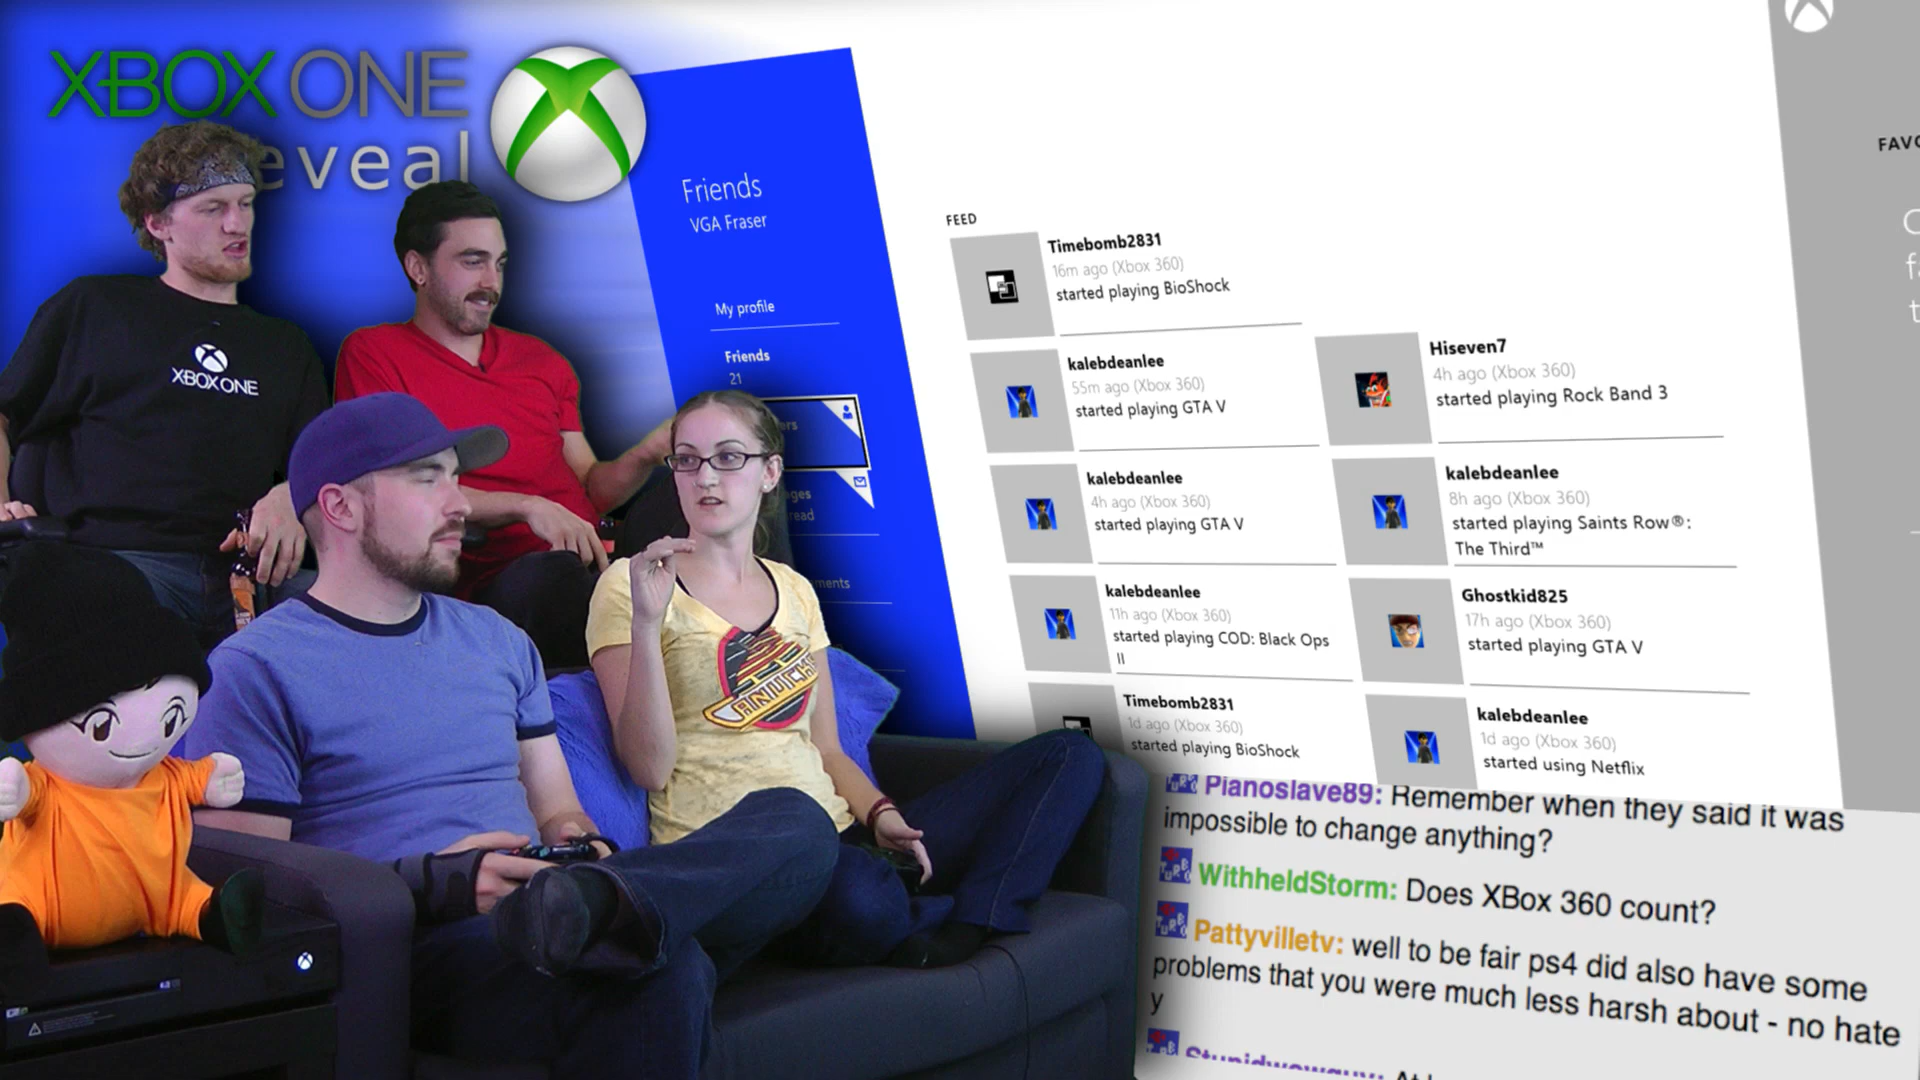 XBOX ONE
eveal
XBOX ONE
Friends
VGA Fraser
My profile
Friends
21
ers
ages
read
ments
FEED
Timebomb2831
16m ago (Xbox 360)
started playing BioShock
kalebdeanlee
55m ago (Xbox 360)
started playing GTA V
kalebdeanlee
4h ago (Xbox 360)
started playing GTA V
kalebdeanlee
11h ago (Xbox 360)
started playing COD: Black Ops
II
Timebomb2831
1d ago (Xbox 360)
started playing BioShock
Hiseven7
4h ago (Xbox 360)
started playing Rock Band 3
kalebdeanlee
8h ago (Xbox 360)
started playing Saints Row®:
The Third™
Ghostkid825
17h ago (Xbox 360)
started playing GTA V
kalebdeanlee
1d ago (Xbox 360)
started using Netflix
FAVO
Pianoslave89: Remember when they said it was
impossible to change anything?
WithheldStorm: Does XBox 360 count?
Pattyvilletv: well to be fair ps4 did also have some
problems that you were much less harsh about - no hate
y